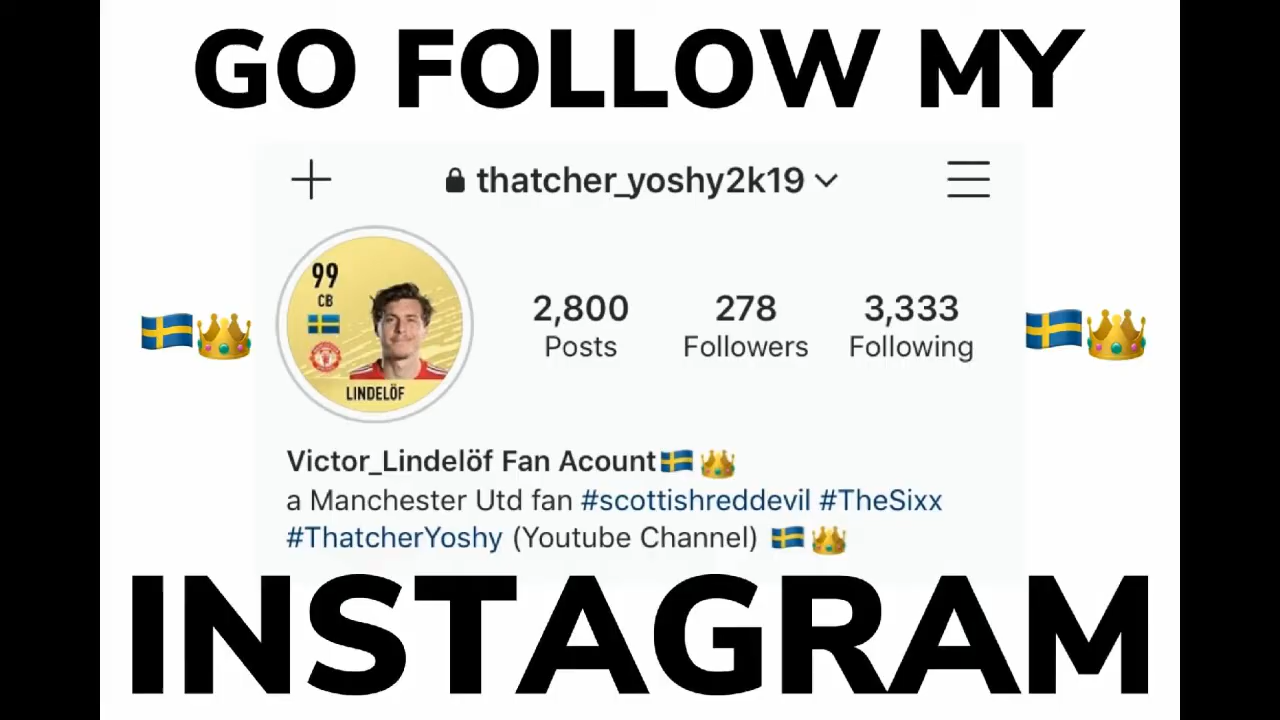 GO FOLLOW MY
thatcher_yoshy2k19
99
CB
LINDELÖF
2,800 278 3,333
Posts Followers Following
Victor_Lindelöf Fan Acount🇸🇪👑
a Manchester Utd fan #scottishreddevil #TheSixx
#ThatcherYoshy (Youtube Channel) 🇸🇪👑
INSTAGRAM